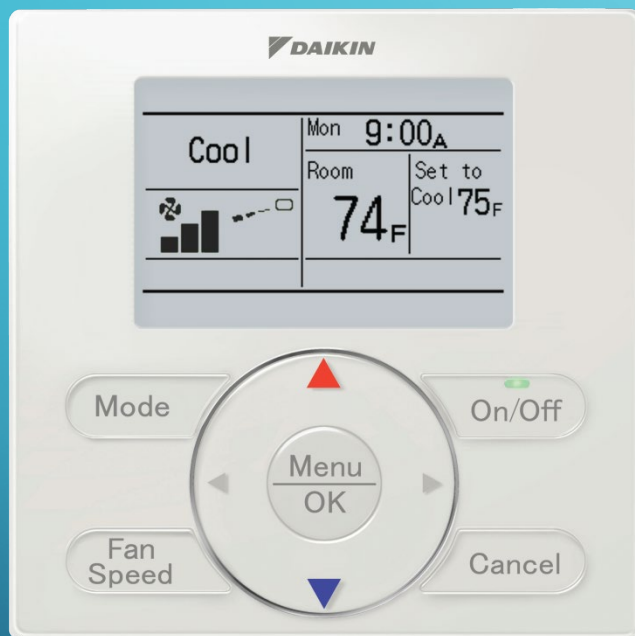 DAIKIN
Cool
Mon 9:00A
Room
74F
Set to
Cool 75F
Mode
On/Off
Menu
OK
Fan
Speed
Cancel